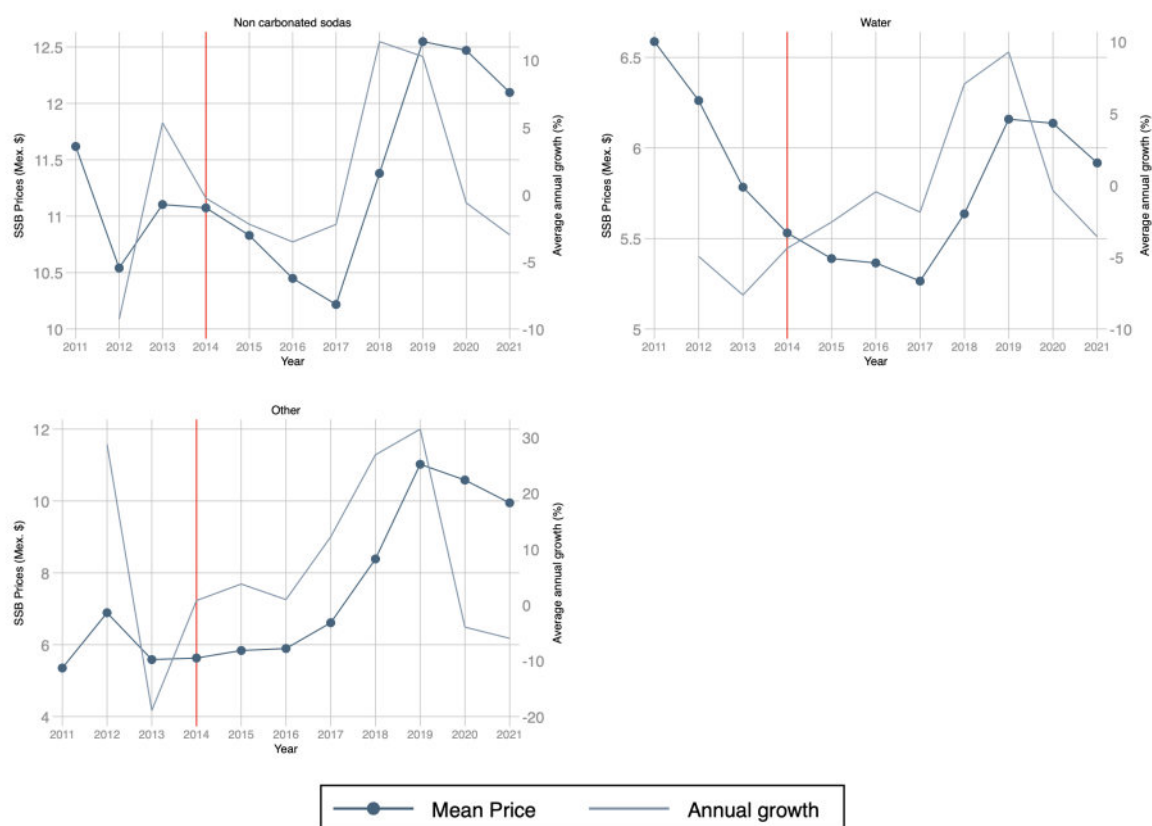 Non carbonated sodas
SSB Prices (Mex. $)
12.5
12
11.5
11
10.5
10
10
5
0
-5
-10
Average annual growth (%)
2011 2012 2013 2014 2015 2016 2017 2018 2019 2020 2021
Year
Water
SSB Prices (Mex. $)
6.5
6
5.5
5
10
5
0
-5
-10
Average annual growth (%)
2011 2012 2013 2014 2015 2016 2017 2018 2019 2020 2021
Year
Other
SSB Prices (Mex. $)
12
10
8
6
4
30
20
10
0
-10
-20
Average annual growth (%)
2011 2012 2013 2014 2015 2016 2017 2018 2019 2020 2021
Year
Mean Price Annual growth